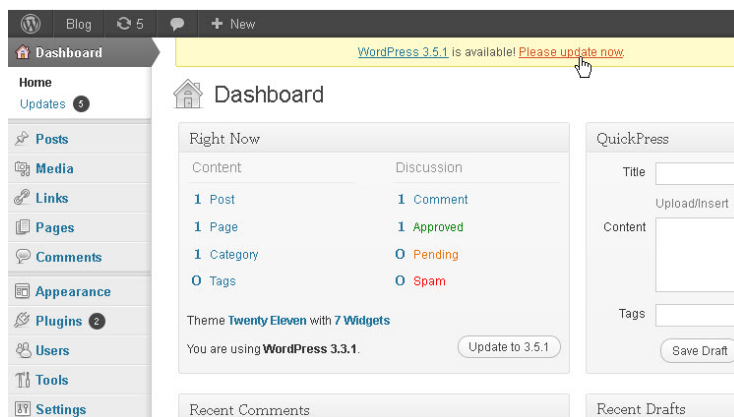 Blog 5 + New
Dashboard
WordPress 3.5.1 is available! Please update now.
Home
Updates 5
Dashboard
Posts
Media
Links
Pages
Comments
Appearance
Plugins 2
Users
Tools
Settings
Right Now
Content Discussion
1 Post 1 Comment
1 Page 1 Approved
1 Category 0 Pending
0 Tags 0 Spam
Theme Twenty Eleven with 7 Widgets
You are using WordPress 3.3.1. Update to 3.5.1
Recent Comments
QuickPress
Title
Upload/Insert
Content
Tags
Save Draft
Recent Drafts